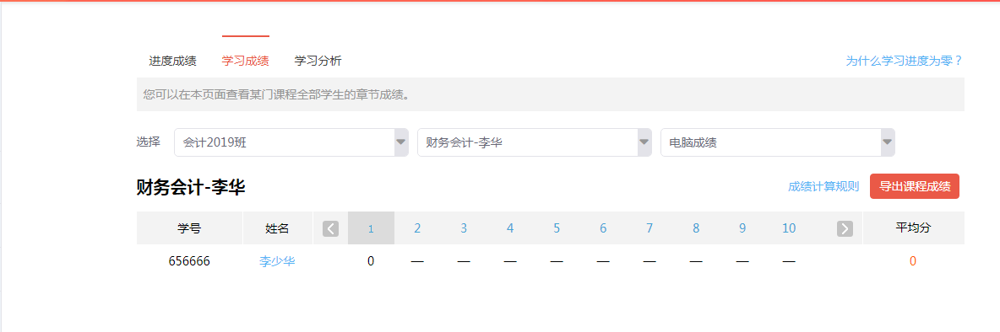 进度成绩 学习成绩 学习分析 为什么学习进度为零？
您可以在本页面查看某门课程全部学生的章节成绩。
选择 会计2019班 财务会计-李华 电脑成绩
财务会计-李华 成绩计算规则 导出课程成绩
学号 姓名 1 2 3 4 5 6 7 8 9 10 平均分
656666 李少华 0 — — — — — — — — — 0